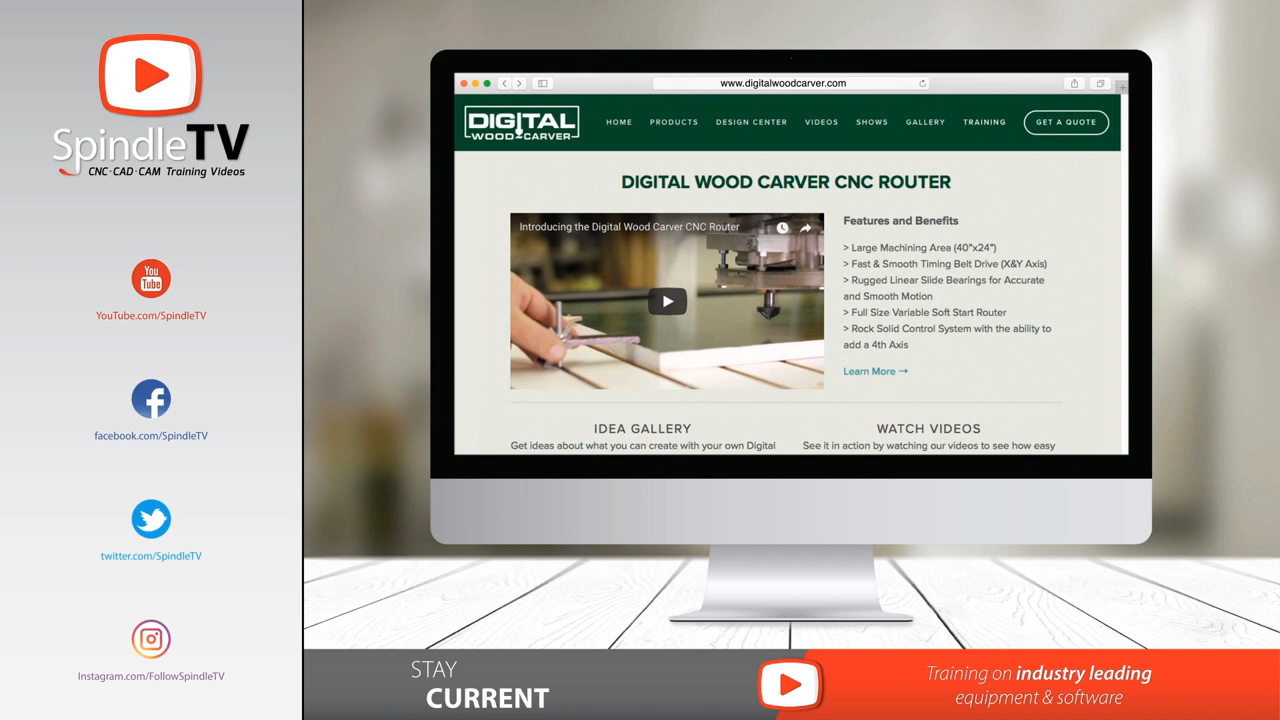 SpindleTV
CNC·CAD·CAM Training Videos
You
Tube
YouTube.com/SpindleTV
facebook.com/SpindleTV
twitter.com/SpindleTV
Instagram.com/FollowSpindleTV
www.digitalwoodcarver.com
DIGITAL
WOOD CARVER
HOME PRODUCTS DESIGN CENTER VIDEOS SHOWS GALLERY TRAINING GET A QUOTE
DIGITAL WOOD CARVER CNC ROUTER
Introducing the Digital Wood Carver CNC Router
Features and Benefits
> Large Machining Area (40"x24")
> Fast & Smooth Timing Belt Drive (X&Y Axis)
> Rugged Linear Slide Bearings for Accurate
and Smooth Motion
> Full Size Variable Soft Start Router
> Rock Solid Control System with the ability to
add a 4th Axis
Learn More →
IDEA GALLERY
Get ideas about what you can create with your own Digital
WATCH VIDEOS
See it in action by watching our videos to see how easy
STAY
CURRENT
Training on industry leading
equipment & software